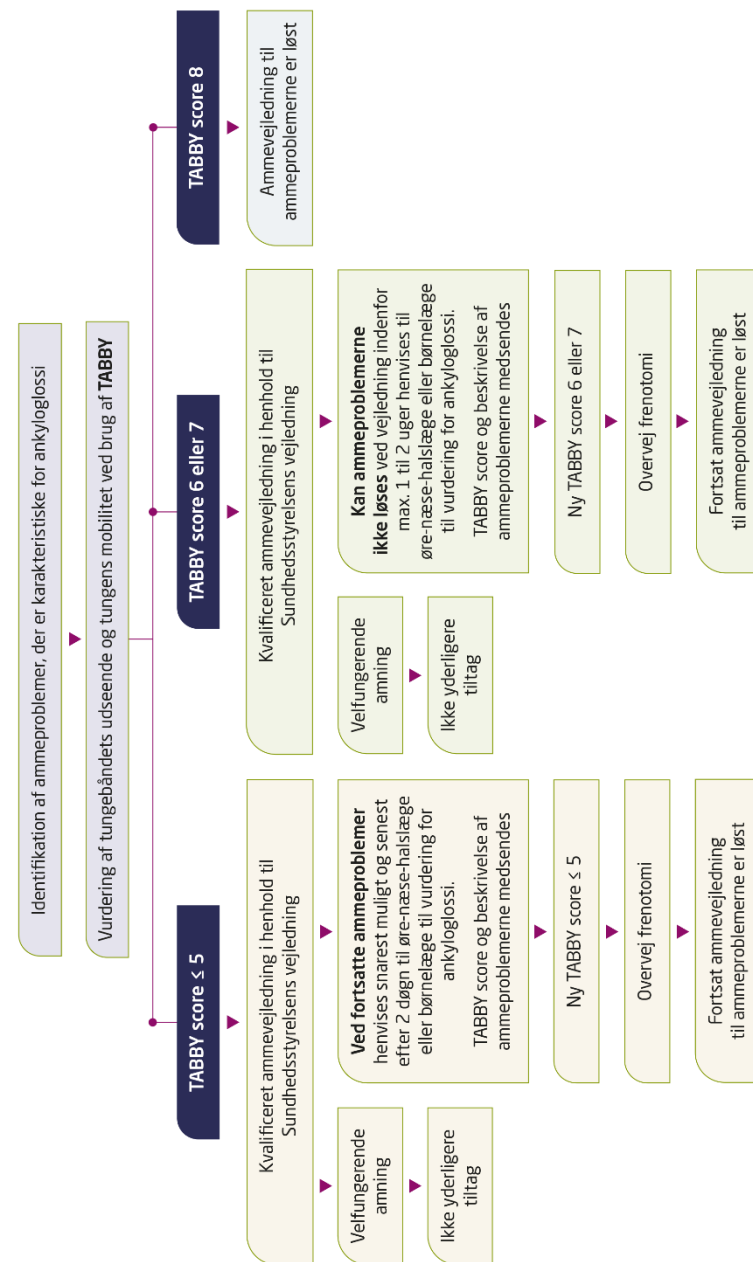 Identifikation af ammeproblemer, der er karakteristiske for ankyloglossi
Vurdering af tungebåndets udseende og tungens mobilitet ved brug af TABBY
TABBY score ≤ 5
Kvalificeret ammevejledning i henhold til
Sundhedsstyrelsens vejledning
Velfungerende
amning
Ikke yderligere
tiltag
Ved fortsatte ammeproblemer
henvises snarest muligt og senest
efter 2 døgn til øre-næse-halslæge
eller børnelæge til vurdering for
ankyloglossi.
TABBY score og beskrivelse af
ammeproblemerne medsendes
Ny TABBY score ≤ 5
Overvej frenotomi
Fortsat ammevejledning
til ammeproblemerne er løst
TABBY score 6 eller 7
Kvalificeret ammevejledning i henhold til
Sundhedsstyrelsens vejledning
Velfungerende
amning
Ikke yderligere
tiltag
Kan ammeproblemerne
ikke løses ved vejledning indenfor
max. 1 til 2 uger henvises til
øre-næse-halslæge eller børnelæge
til vurdering for ankyloglossi.
TABBY score og beskrivelse af
ammeproblemerne medsendes
Ny TABBY score 6 eller 7
Overvej frenotomi
Fortsat ammevejledning
til ammeproblemerne er løst
TABBY score 8
Ammevejledning til
ammeproblemerne er løst